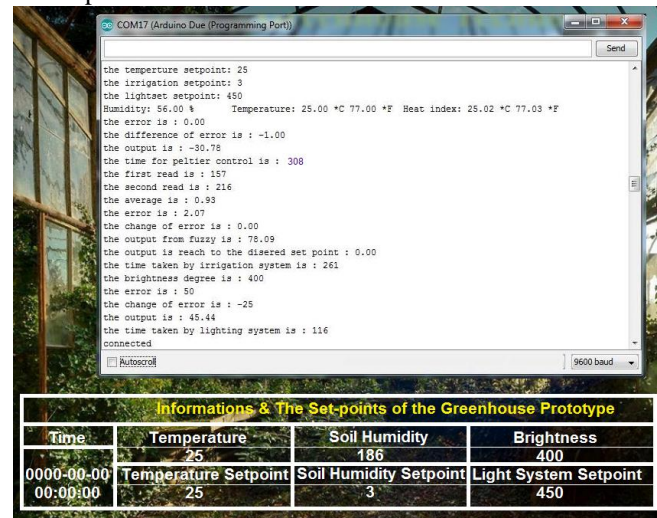 COM17 (Arduino Due (Programming Port))
Send
the temperture setpoint: 25
the irrigation setpoint: 3
the lightset setpoint: 450
Humidity: 56.00 % Temperature: 25.00 *C 77.00 *F Heat index: 25.02 *C 77.03 *F
the error is : 0.00
the difference of error is : -1.00
the output is : -30.78
the time for peltier control is : 308
the first read is : 157
the second read is : 216
the average is : 0.93
the error is : 2.07
the change of error is : 0.00
the output from fuzzy is : 78.09
the output is reach to the disered set point : 0.00
the time taken by irrigation system is : 261
the brightness degree is : 400
the error is : 50
the change of error is : -25
the output is : 45.44
the time taken by lighting system is : 116
connected
Autoscroll
9600 baud
Informations & The Set-points of the Greenhouse Prototype
Time Temperature Soil Humidity Brightness
25 186 400
0000-00-00 Temperature Setpoint Soil Humidity Setpoint Light System Setpoint
00:00:00 25 3 450